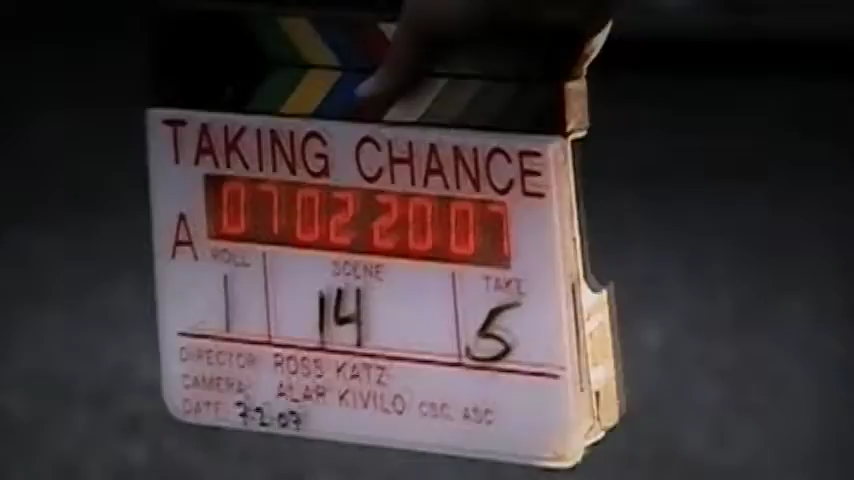 TAKING CHANCE
A 07022007
ROLL SCENE TAKE
1 14 5
DIRECTOR: ROSS KATZ
CAMERA: ALAR KIVILO CSC, ASC
DATE: 7-2-07